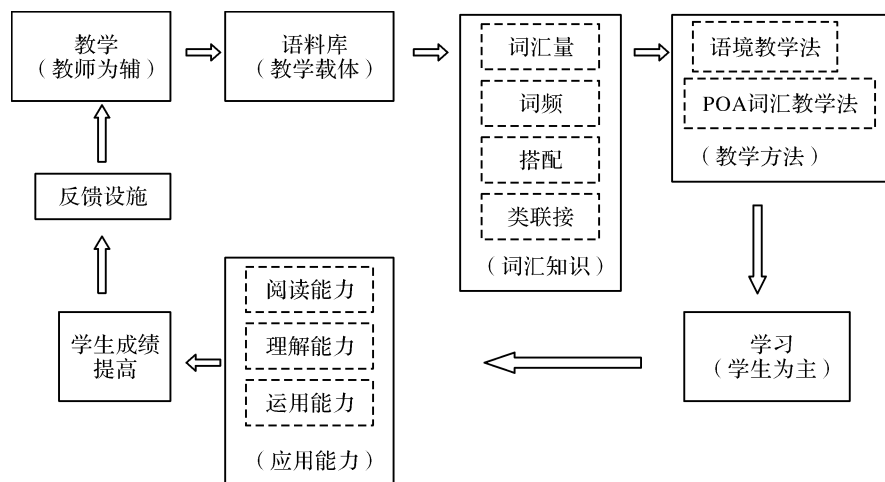 教学
（教师为辅）
语料库
（教学载体）
词汇量
词频
搭配
类联接
（词汇知识）
语境教学法
POA词汇教学法
（教学方法）
学习
（学生为主）
阅读能力
理解能力
运用能力
（应用能力）
学生成绩
提高
反馈设施